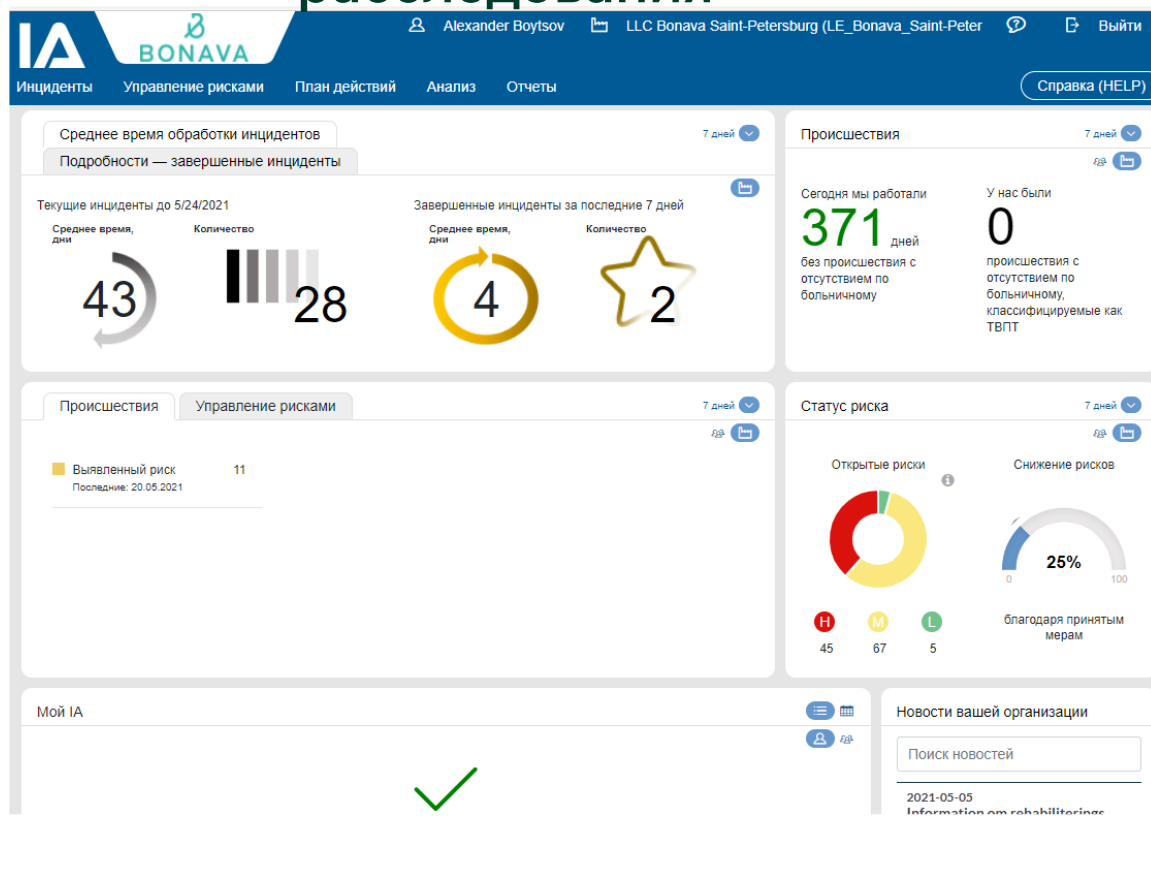 расследования
IA
BONAVA
Alexander Boytsov
LLC Bonava Saint-Petersburg (LE_Bonava_Saint-Peter
Выйти
Инциденты
Управление рисками
План действий
Анализ
Отчеты
Справка (HELP)
Среднее время обработки инцидентов
7 дней
Подробности — завершенные инциденты
Текущие инциденты до 5/24/2021
Среднее время,
дни
Количество
43
28
Завершенные инциденты за последние 7 дней
Среднее время,
дни
Количество
4
2
Происшествия
7 дней
Сегодня мы работали
371 дней
без происшествия с
отсутствием по
больничному
У нас были
0
происшествия с
отсутствием по
больничному,
классифицируемые как
ТВПТ
Происшествия
Управление рисками
7 дней
Выявленный риск 11
Последние: 20.05.2021
Статус риска
7 дней
Открытые риски
H
M
L
45
67
5
Снижение рисков
25%
0
100
благодаря принятым
мерам
Мой IA
Новости вашей организации
Поиск новостей
2021-05-05
Information om rehabiliterings